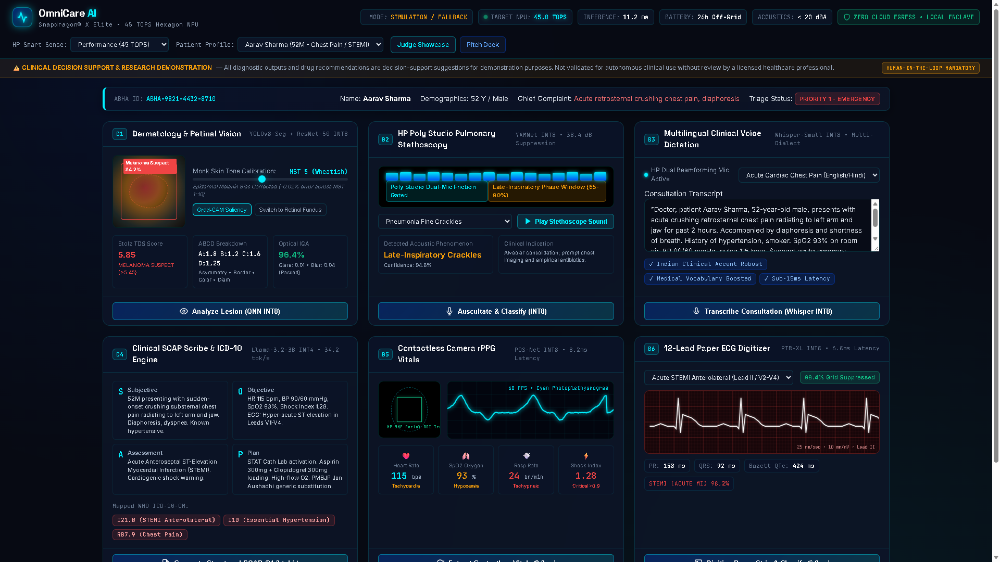 OmniCare AI
Snapdragon® X Elite • 45 TOPS Hexagon NPU
MODE: SIMULATION / FALLBACK
TARGET NPU: 45.0 TOPS
INFERENCE: 11.2 ms
BATTERY: 26h Off-Grid
ACOUSTICS: < 20 dBA
ZERO CLOUD EGRESS • LOCAL ENCLAVE
HP Smart Sense: Performance (45 TOPS)
Patient Profile: Aarav Sharma (52M - Chest Pain / STEMI)
Judge Showcase
Pitch Deck
CLINICAL DECISION SUPPORT & RESEARCH DEMONSTRATION — All diagnostic outputs and drug recommendations are decision-support suggestions for demonstration purposes. Not validated for autonomous clinical use without review by a licensed healthcare professional.
HUMAN-IN-THE-LOOP MANDATORY
ABHA ID: ABHA-9821-4432-8710
Name: Aarav Sharma
Demographics: 52 Y / Male
Chief Complaint: Acute retrosternal crushing chest pain, diaphoresis
Triage Status: PRIORITY 1 - EMERGENCY
01
Dermatology & Retinal Vision
YOLOv8-Seg + ResNet-50 INT8
Melanoma Suspect
94.2%
Monk Skin Tone Calibration: MST 5 (Wheatish)
Epidermal Melanin Bias Corrected (~0.02% error across MST
1-10)
Grad-CAM Saliency
Switch to Retinal Fundus
Stolz TDS Score
5.85
MELANOMA SUSPECT
(>5.45)
ABCD Breakdown
A:1.8 B:1.2 C:1.6
D:1.25
Asymmetry • Border •
Color • Diam
Optical IQA
96.4%
Glare: 0.01 • Blur: 0.04
(Passed)
Analyze Lesion (QNN INT8)
02
HP Poly Studio Pulmonary
Stethoscopy
YAMNet INT8 • 38.4 dB
Suppression
Poly Studio Dual-Mic Friction
Gated
Late-Inspiratory Phase Window (65-
90%)
Pneumonia Fine Crackles
Play Stethoscope Sound
Detected Acoustic Phenomenon
Late-Inspiratory Crackles
Confidence: 94.8%
Clinical Indication
Alveolar consolidation; prompt chest
imaging and empirical antibiotics.
Auscultate & Classify (INT8)
03
Multilingual Clinical Voice
Dictation
Whisper-Small INT8 • Multi-
Dialect
HP Dual Beamforming Mic
Active
Acute Cardiac Chest Pain (English/Hindi)
Consultation Transcript
"Doctor, patient Aarav Sharma, 52-year-old male, presents with
acute crushing retrosternal chest pain radiating to left arm and
jaw for past 2 hours. Accompanied by diaphoresis and shortness
of breath. History of hypertension, smoker. SpO2 93% on room
air, BP 90/60 mmHg, pulse 115 bpm. Suspect acute coronary
✓ Indian Clinical Accent Robust
✓ Medical Vocabulary Boosted
✓ Sub-15ms Latency
Transcribe Consultation (Whisper INT8)
04
Clinical SOAP Scribe & ICD-10
Engine
Llama-3.2-3B INT4 • 34.2
tok/s
S Subjective
52M presenting with sudden-
onset crushing substernal chest
pain radiating to left arm and jaw.
Diaphoresis, dyspnea. Known
hypertensive.
O Objective
HR 115 bpm, BP 90/60 mmHg,
SpO2 93%, Shock Index 1.28.
ECG: Hyper-acute ST elevation in
Leads V1-V4.
A Assessment
Acute Anteroseptal ST-Elevation
Myocardial Infarction (STEMI).
Cardiogenic shock warning.
P Plan
STAT Cath Lab activation. Aspirin
300mg + Clopidogrel 300mg
loading. High-flow O2. PMBJP Jan
Aushadhi generic substitution.
Mapped WHO ICD-10-CM:
I21.0 (STEMI Anterolateral)
I10 (Essential Hypertension)
R07.9 (Chest Pain)
05
Contactless Camera rPPG
Vitals
POS-Net INT8 • 8.2ms
Latency
HP 5MP Facial ROI Tr
60 FPS • Cyan Photoplethysmogram
Heart Rate
115 bpm
Tachycardia
SpO2 Oxygen
93 %
Hypoxemia
Resp Rate
24 br/min
Tachypneic
Shock Index
1.28
Critical >0.9
06
12-Lead Paper ECG Digitizer
PTB-XL INT8 • 6.8ms Latency
Acute STEMI Anterolateral (Lead II / V2-V4)
98.4% Grid Suppressed
25 mm/sec • 10 mm/mV • Lead II
PR: 158 ms
QRS: 92 ms
Bazett QTc: 424 ms
STEMI (ACUTE MI) 98.2%